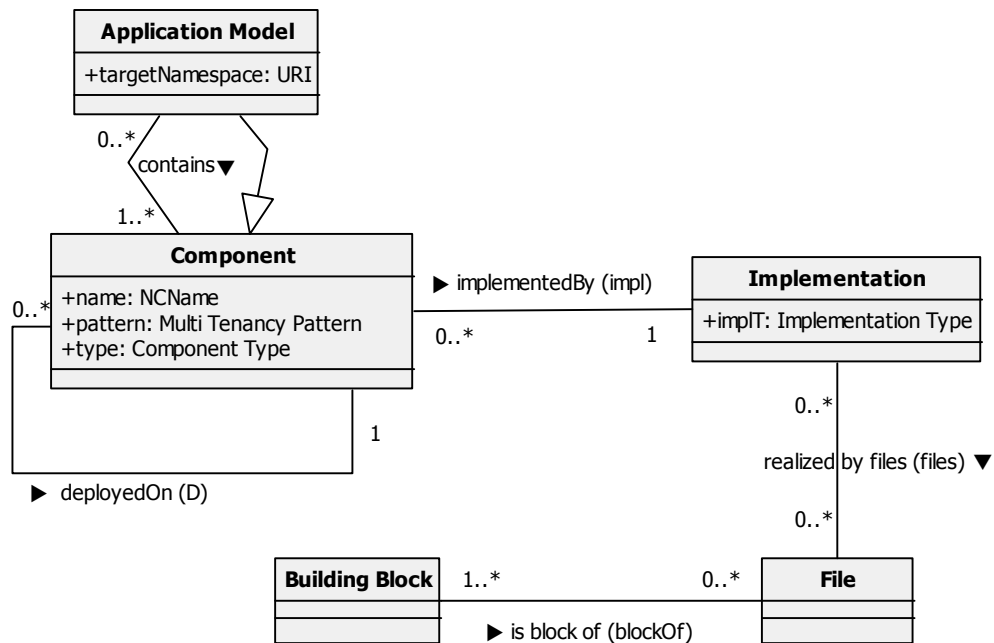 Application Model
+targetNamespace: URI
0..*
contains ▼
1..*
Component
+name: NCName
+pattern: Multi Tenancy Pattern
+type: Component Type
0..*
▶ implementedBy (impl)
0..*
1
Implementation
+implT: Implementation Type
1
▶ deployedOn (D)
0..*
realized by files (files) ▼
0..*
Building Block
1..*
0..*
File
▶ is block of (blockOf)